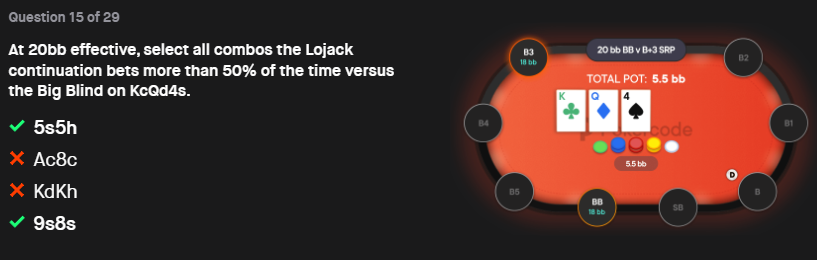 Question 15 of 29
At 20bb effective, select all combos the Lojack
continuation bets more than 50% of the time versus
the Big Blind on KcQd4s.
5s5h
Ac8c
KdKh
9s8s
B3
18 bb
20 bb BB v B+3 SRP
B2
TOTAL POT: 5.5 bb
K
Q
4
B4
B1
5.5 bb
D
B5
BB
18 bb
SB
B